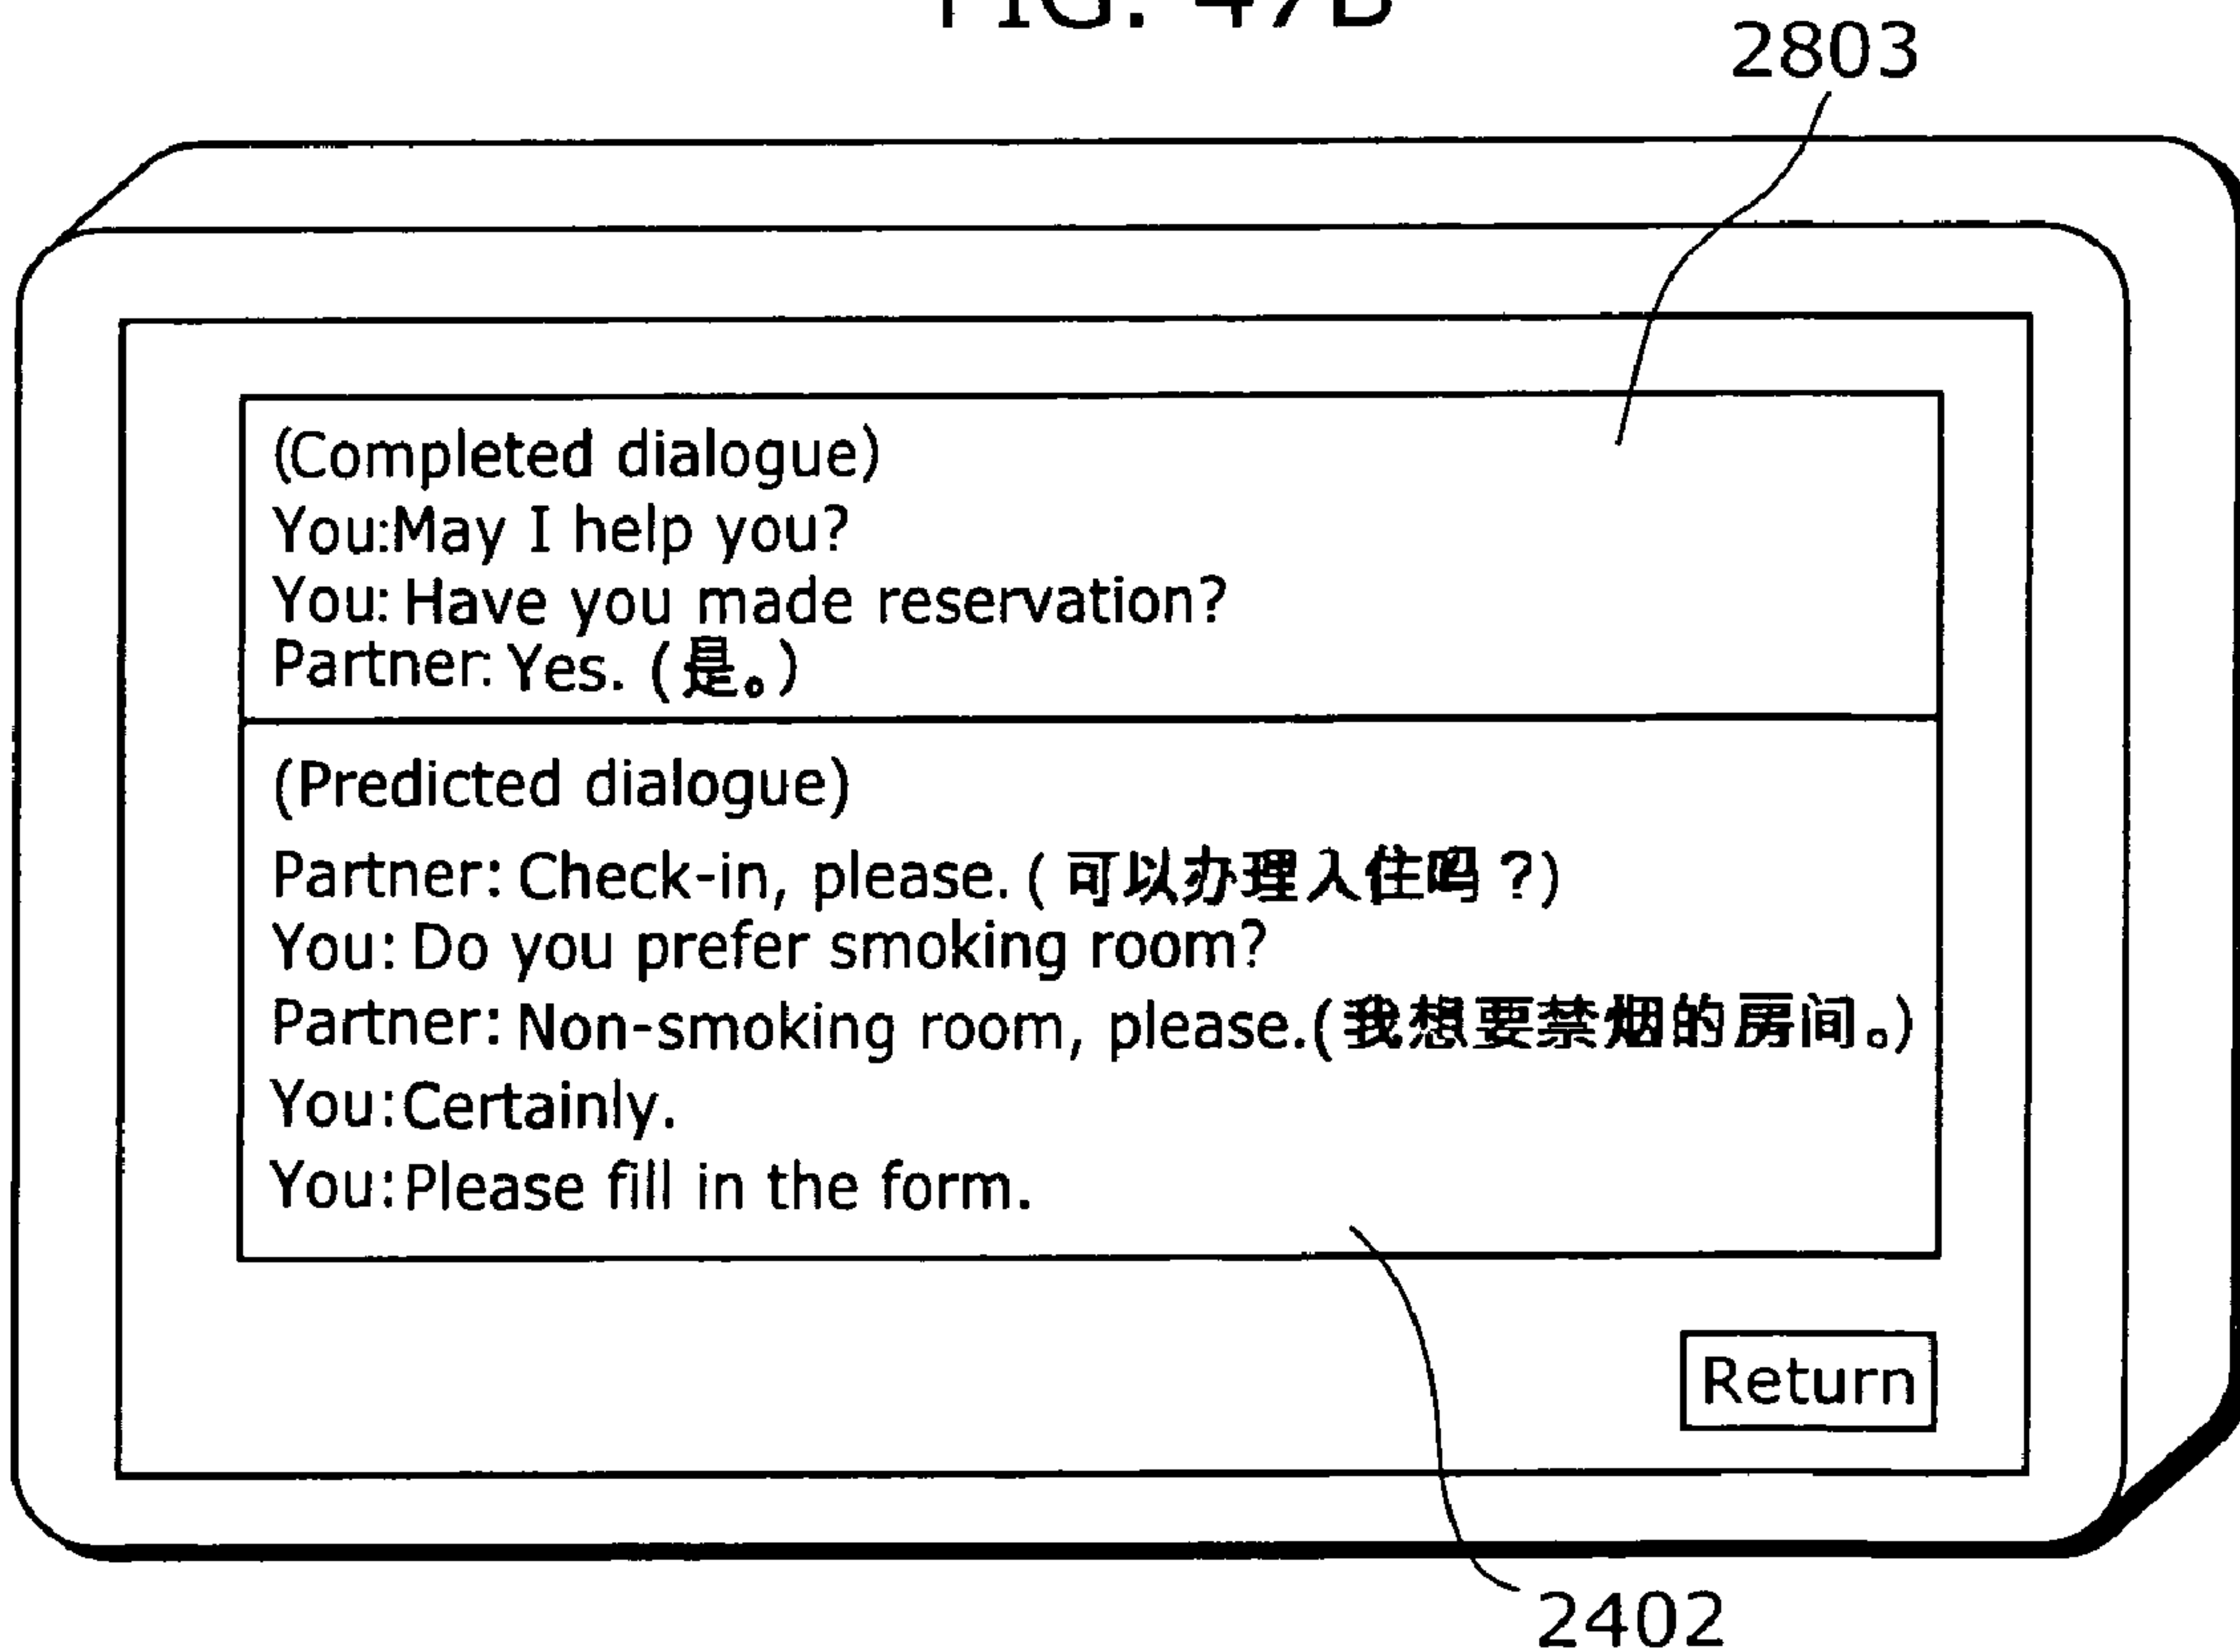 FIG. 47B
2803
(Completed dialogue)
You:May I help you?
You: Have you made reservation?
Partner: Yes. (是。)
(Predicted dialogue)
Partner: Check-in, please. ( 可以办理入住吗 ?)
You: Do you prefer smoking room?
Partner: Non-smoking room, please.(我想要禁烟的房间。)
You:Certainly.
You:Please fill in the form.
Return
2402